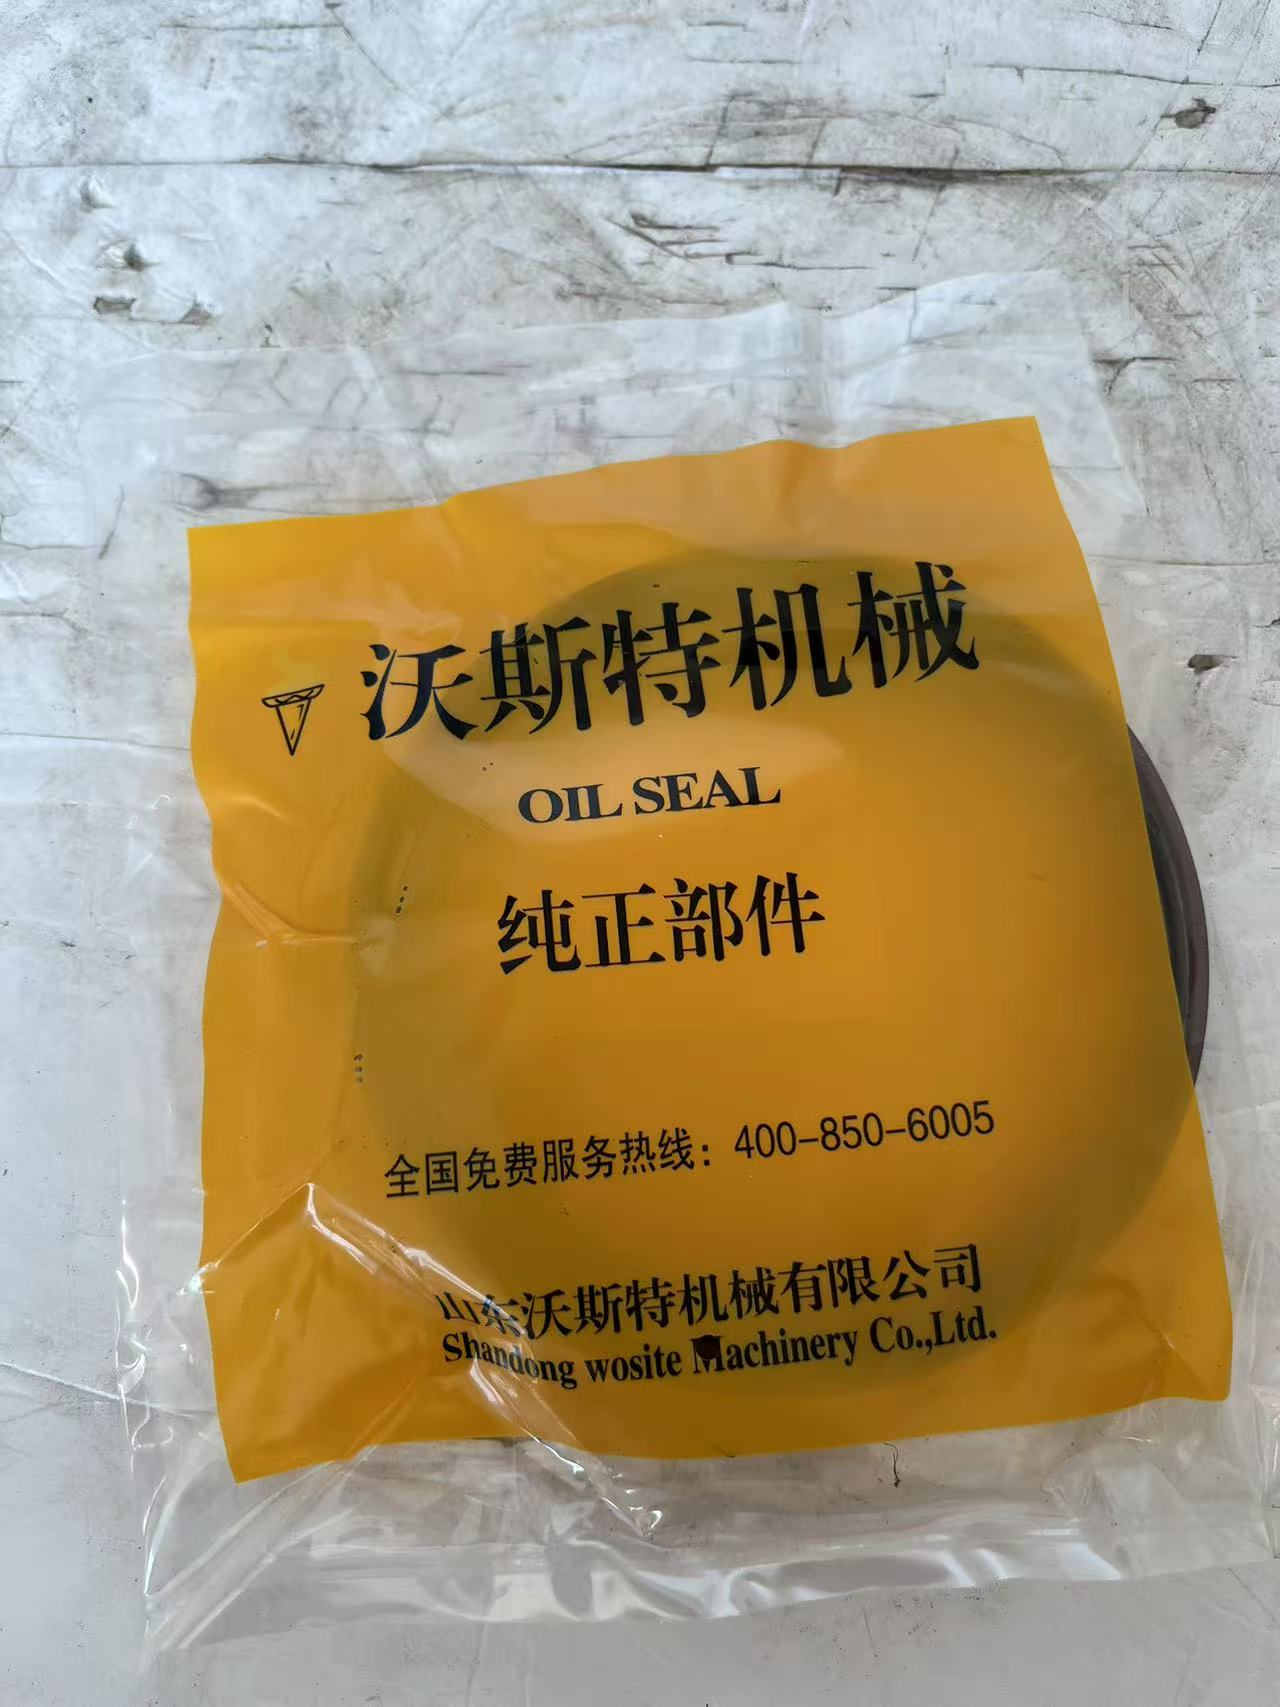 沃斯特机械
OIL SEAL
纯正部件
全国免费服务热线：400-850-6005
山东沃斯特机械有限公司
Shandong wosite Machinery Co.,Ltd.